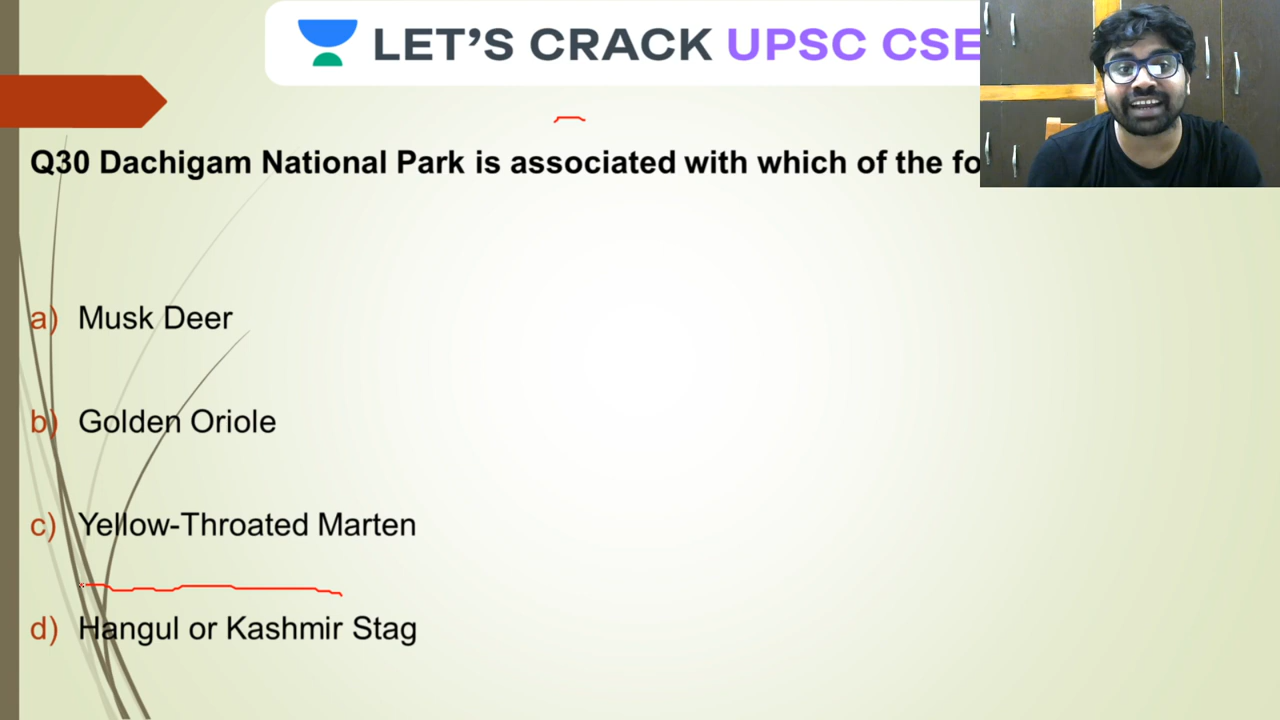 LET'S CRACK UPSC CSE
Q30 Dachigam National Park is associated with which of the
a) Musk Deer
b) Golden Oriole
c) Yellow-Throated Marten
d) Hangul or Kashmir Stag